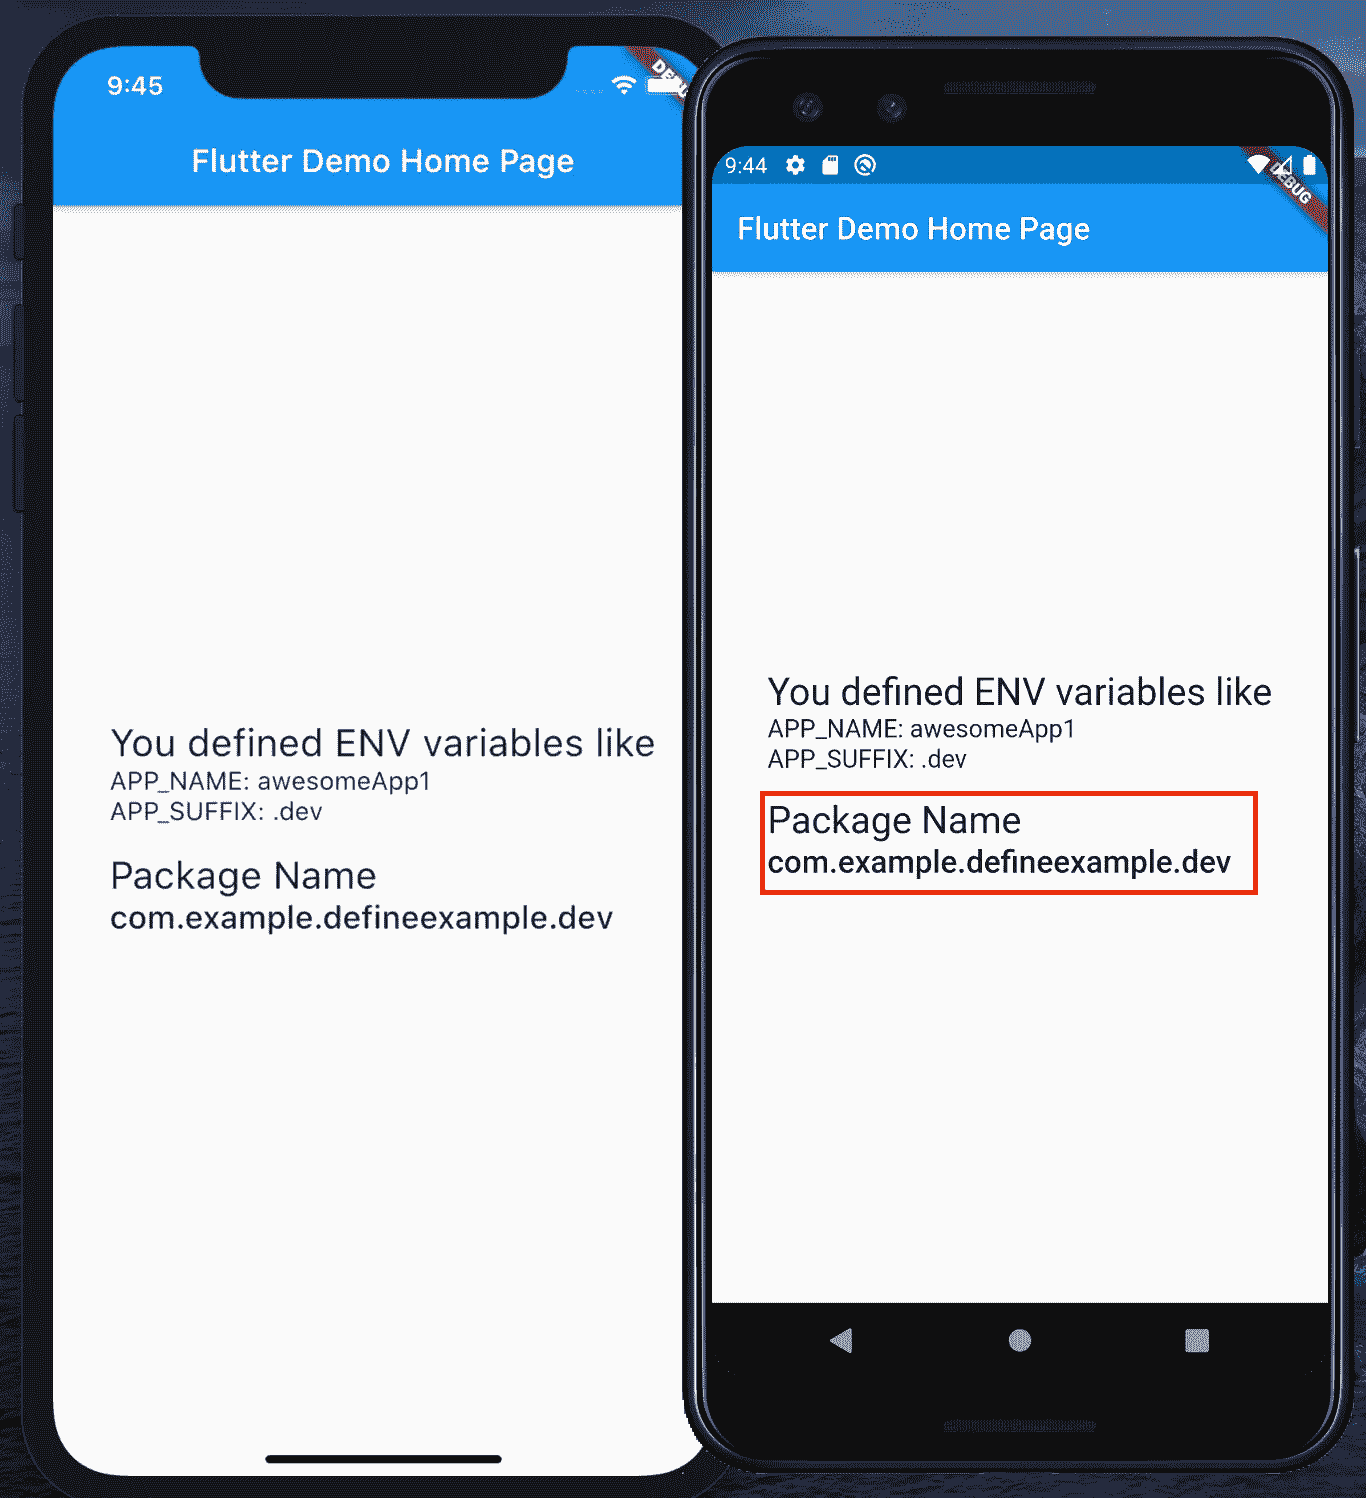 9:45
DEBUG
Flutter Demo Home Page
You defined ENV variables like
APP_NAME: awesomeApp1
APP_SUFFIX: .dev
Package Name
com.example.defineexample.dev
9:44
DEBUG
Flutter Demo Home Page
You defined ENV variables like
APP_NAME: awesomeApp1
APP_SUFFIX: .dev
Package Name
com.example.defineexample.dev